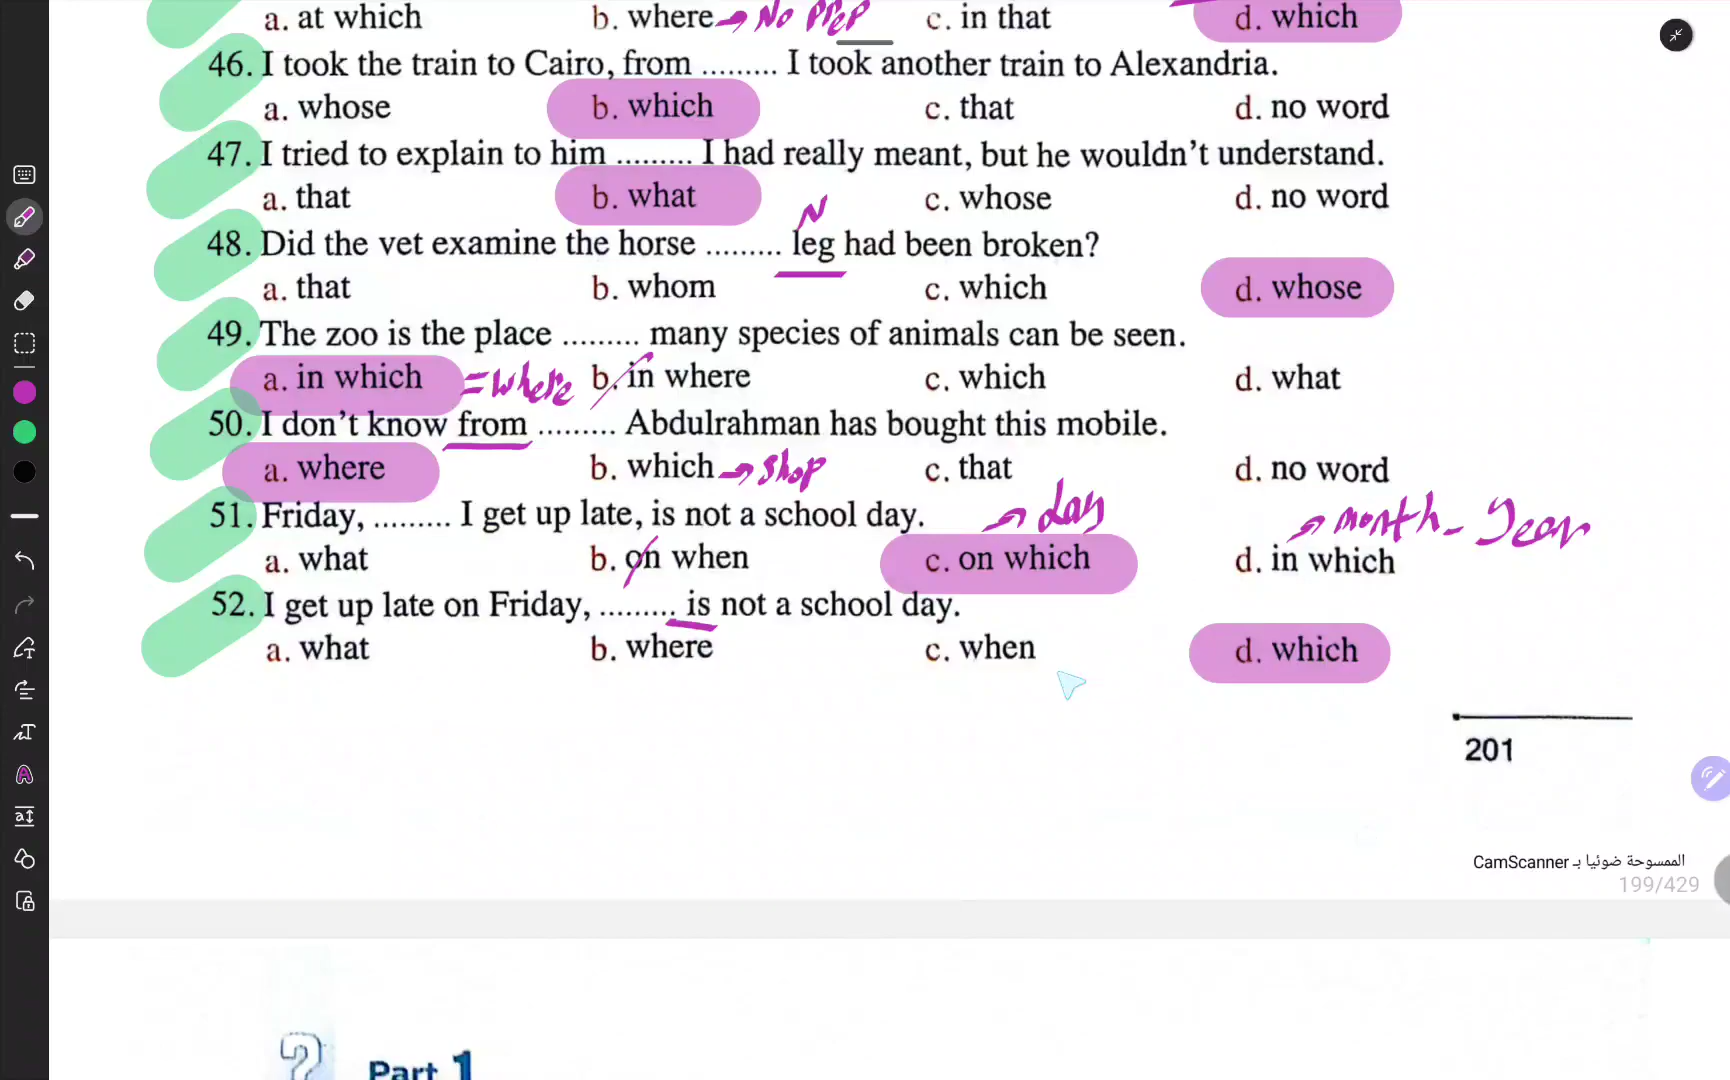 a. at which b. where → No PreP c. in that d. which
46. I took the train to Cairo, from ......... I took another train to Alexandria.
a. whose b. which c. that d. no word
47. I tried to explain to him ......... I had really meant, but he wouldn't understand.
a. that b. what c. whose d. no word
N
48. Did the vet examine the horse ......... leg had been broken?
a. that b. whom c. which d. whose
49. The zoo is the place ......... many species of animals can be seen.
a. in which =where b. in where c. which d. what
50. I don't know from ......... Abdulrahman has bought this mobile.
a. where b. which → shop c. that d. no word
51. Friday, ......... I get up late, is not a school day.
→ day → month - Year
a. what b. on when c. on which d. in which
52. I get up late on Friday, ......... is not a school day.
a. what b. where c. when d. which
201
الممسوحة ضوئيا بـ CamScanner
199/429
? Part 1